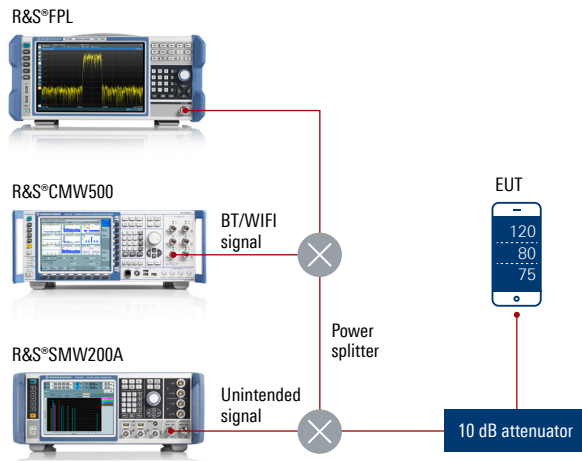 R&S®FPL
R&S®CMW500
BT/WIFI
signal
EUT
120
80
75
Power
splitter
R&S®SMW200A
Unintended
signal
10 dB attenuator